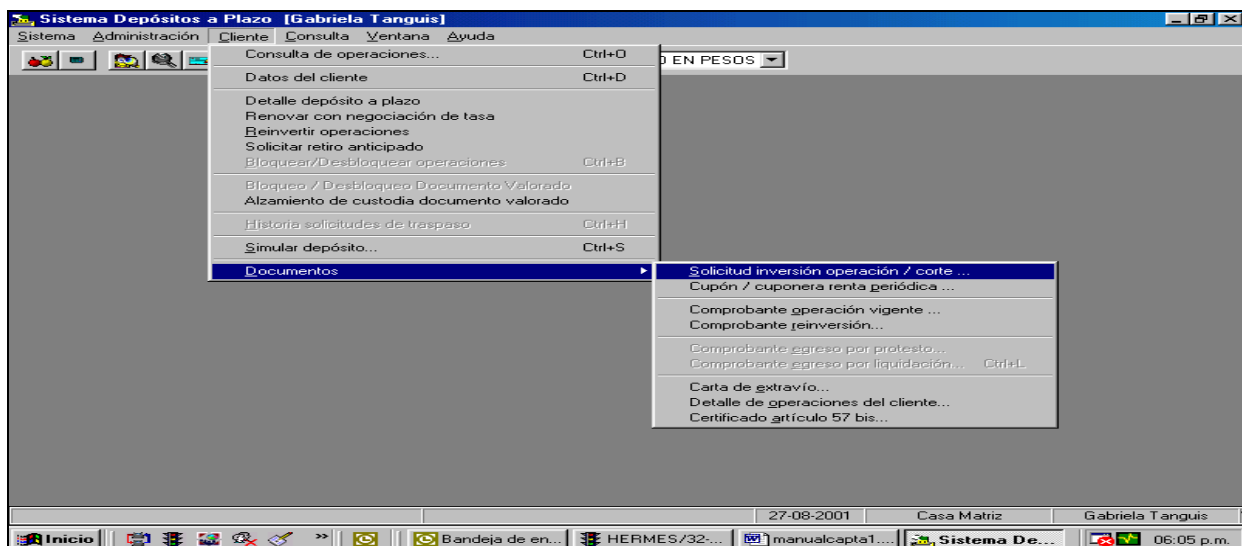 Sistema Depósitos a Plazo [Gabriela Tanguis]
Sistema Administración Cliente Consulta Ventana Ayuda
Consulta de operaciones... Ctrl+O
O EN PESOS
Datos del cliente Ctrl+D
Detalle depósito a plazo
Renovar con negociación de tasa
Reinvertir operaciones
Solicitar retiro anticipado
Bloquear/Desbloquear operaciones Ctrl+B
Bloqueo / Desbloqueo Documento Valorado
Alzamiento de custodia documento valorado
Historia solicitudes de traspaso Ctrl+H
Simular depósito... Ctrl+S
Documentos
Solicitud inversión operación / corte ...
Cupón / cuponera renta periódica ...
Comprobante operación vigente ...
Comprobante reinversión...
Comprobante egreso por protesto...
Comprobante egreso por liquidación... Ctrl+L
Carta de extravío...
Detalle de operaciones del cliente...
Certificado artículo 57 bis...
27-08-2001 Casa Matriz Gabriela Tanguis
Inicio » Bandeja de en... HERMES/32-... manualcapta1.... Sistema De... 06:05 p.m.